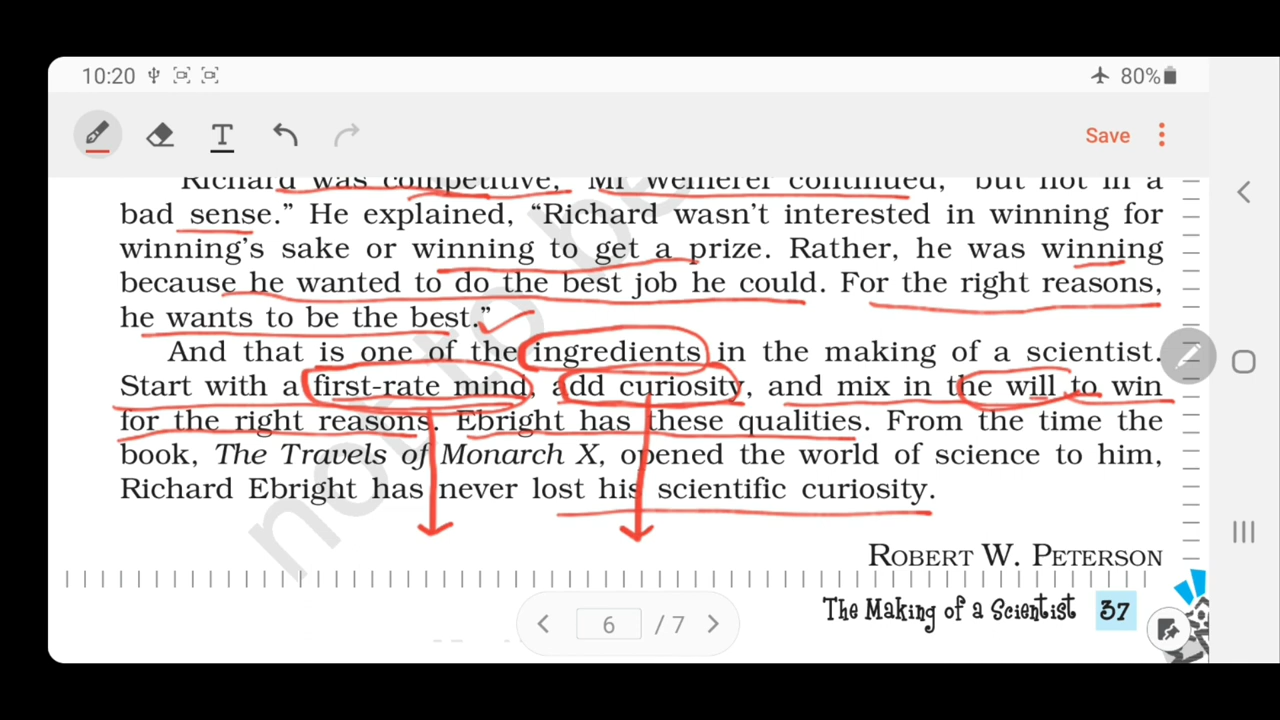 10:20 80%
T Save
Richard was competitive, Mr Weiherer continued, but not in a
bad sense.” He explained, “Richard wasn’t interested in winning for
winning’s sake or winning to get a prize. Rather, he was winning
because he wanted to do the best job he could. For the right reasons,
he wants to be the best.”
And that is one of the ingredients in the making of a scientist.
Start with a first-rate mind, add curiosity, and mix in the will to win
for the right reasons. Ebright has these qualities. From the time the
book, The Travels of Monarch X, opened the world of science to him,
Richard Ebright has never lost his scientific curiosity.
ROBERT W. PETERSON
The Making of a Scientist 37
6 / 7
not to be